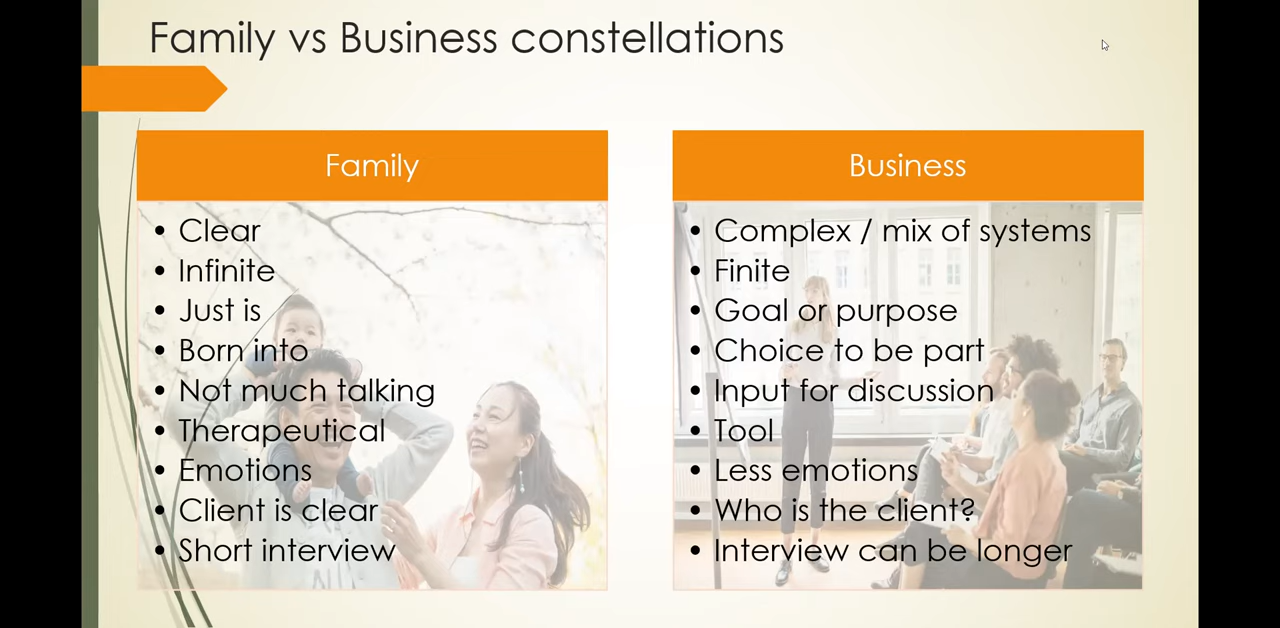 Family vs Business constellations
Family
• Clear
• Infinite
• Just is
• Born into
• Not much talking
• Therapeutical
• Emotions
• Client is clear
• Short interview
Business
• Complex / mix of systems
• Finite
• Goal or purpose
• Choice to be part
• Input for discussion
• Tool
• Less emotions
• Who is the client?
• Interview can be longer